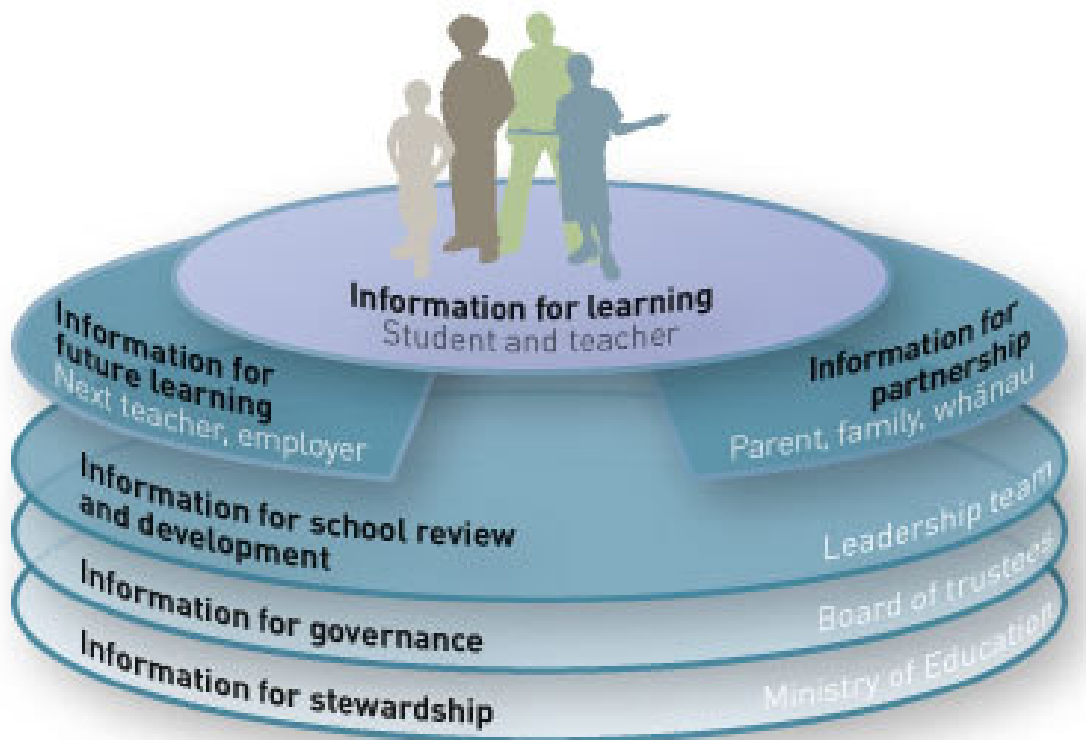 Information for learning
Student and teacher
Information for
future learning
Next teacher, employer
Information for
partnership
Parent, family, whānau
Information for school review
and development
Leadership team
Information for governance
Board of trustees
Information for stewardship
Ministry of Education